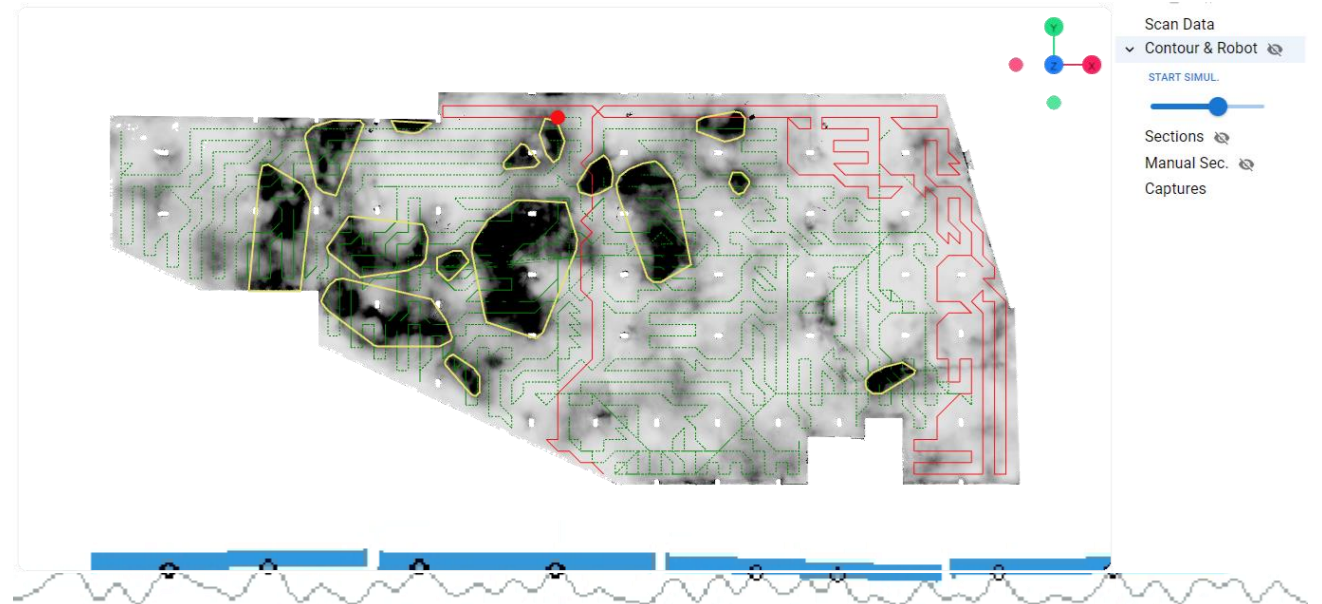 Scan Data
Contour & Robot
START SIMUL.
Sections
Manual Sec.
Captures
Y
Z
X